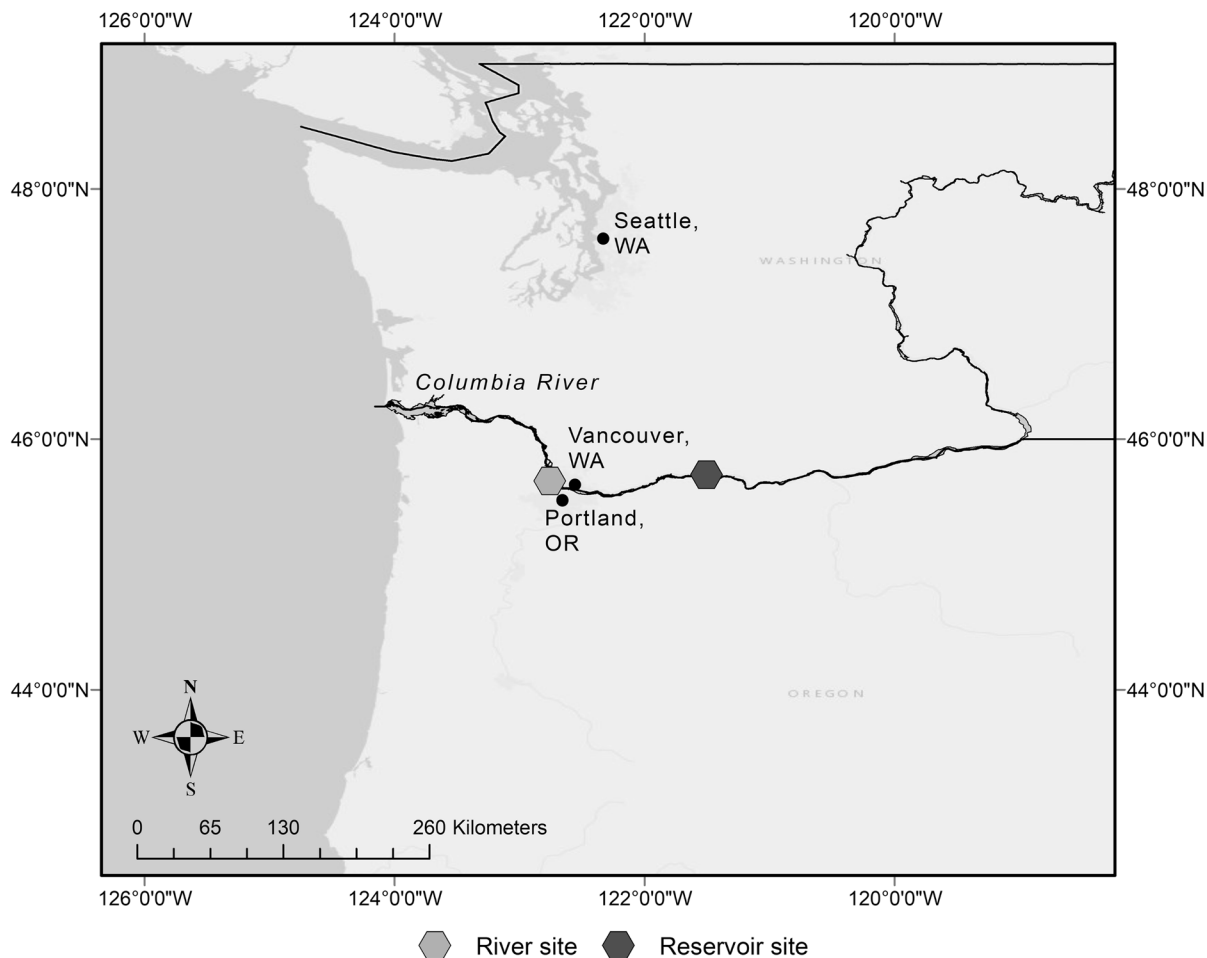 126°0'0"W 124°0'0"W 122°0'0"W 120°0'0"W
48°0'0"N 48°0'0"N
Seattle,
WA
WASHINGTON
Columbia River
46°0'0"N 46°0'0"N
Vancouver,
WA
Portland,
OR
44°0'0"N 44°0'0"N
OREGON
N
W E
S
0 65 130 260 Kilometers
126°0'0"W 124°0'0"W 122°0'0"W 120°0'0"W
River site Reservoir site